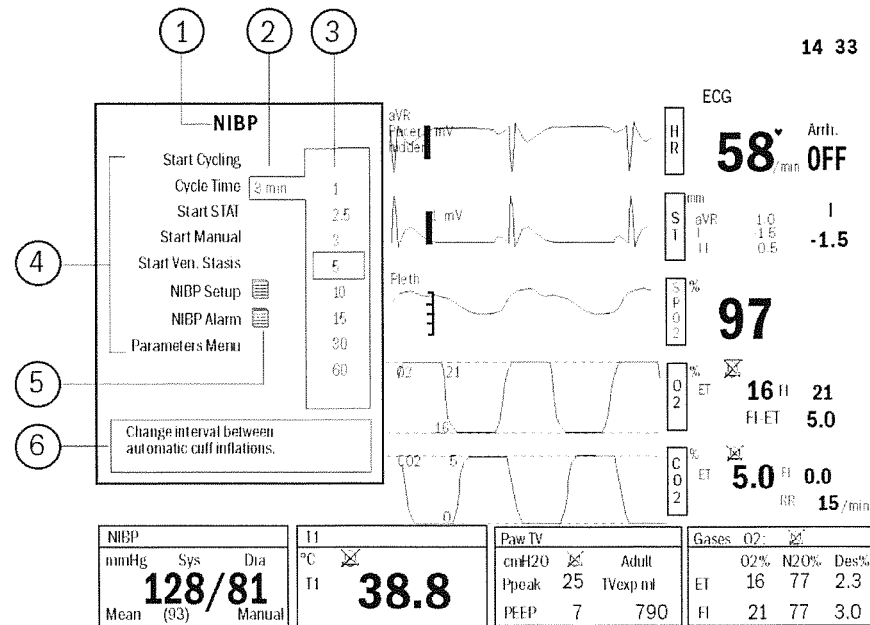 1 2 3
14 33
NIBP
Start Cycling
Cycle Time 3 min
Start STAT
Start Manual
Start Ven. Stasis
NIBP Setup
NIBP Alarm
Parameters Menu
1
2.5
3
5
10
15
30
60
4
5
6
Change interval between
automatic cuff inflations.
aVR
mV
1 mV
Pleth
O2 21
16
CO2 5
0
ECG
HR 58 /min Arrh. OFF
ST mm
aVR 1.0
I -1.5
II 0.5
I
-1.5
SPO2 % 97
O2 % ET 16 FI 21
FI-ET 5.0
CO2 % ET 5.0 FI 0.0
RR 15 /min
NIBP
mmHg Sys Dia
128/81
Mean (93) Manual
T1
°C
T1 38.8
Paw TV
cmH2O Adult
Ppeak 25 TVexp ml
PEEP 7 790
Gases O2:
O2% N2O% Des%
ET 16 77 2.3
FI 21 77 3.0